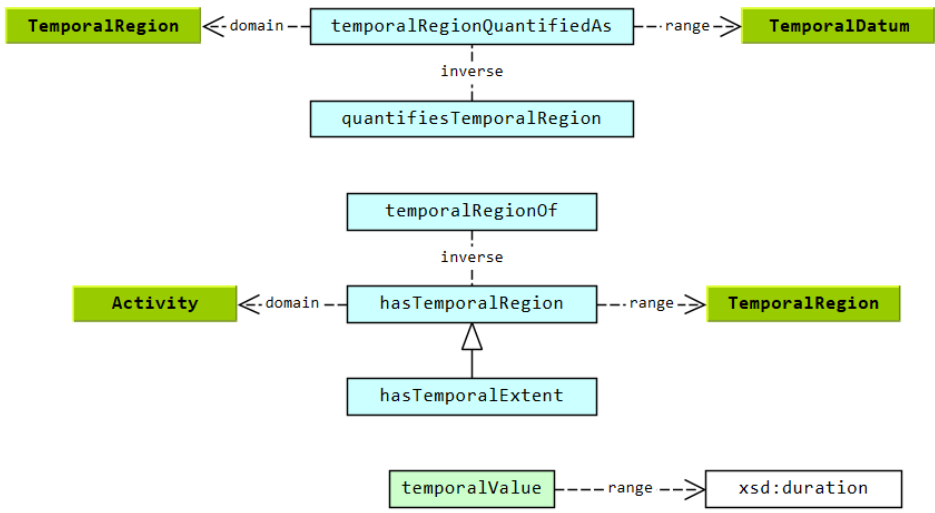 TemporalRegion
domain
temporalRegionQuantifiedAs
range
TemporalDatum
inverse
quantifiesTemporalRegion
temporalRegionOf
inverse
Activity
domain
hasTemporalRegion
range
TemporalRegion
hasTemporalExtent
temporalValue
range
xsd:duration